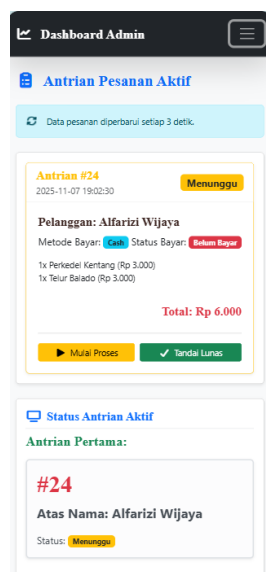 Dashboard Admin
Antrian Pesanan Aktif
Data pesanan diperbarui setiap 3 detik.
Antrian #24
2025-11-07 19:02:30
Menunggu
Pelanggan: Alfarizi Wijaya
Metode Bayar: Cash Status Bayar: Belum Bayar
1x Perkedel Kentang (Rp 3.000)
1x Telur Balado (Rp 3.000)
Total: Rp 6.000
Mulai Proses
Tandai Lunas
Status Antrian Aktif
Antrian Pertama:
#24
Atas Nama: Alfarizi Wijaya
Status: Menunggu